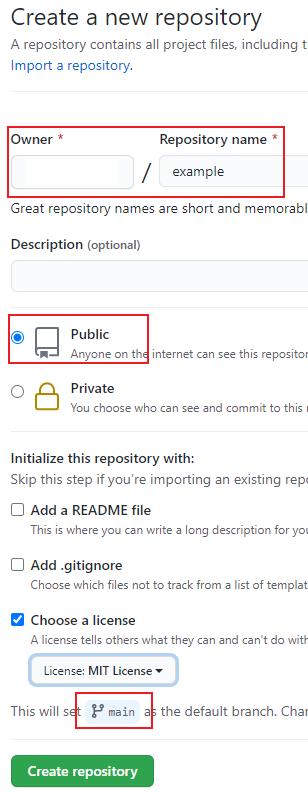 Create a new repository
A repository contains all project files, including t
Import a repository.
Owner *
Repository name *
/
example
Great repository names are short and memorabl
Description (optional)
Public
Anyone on the internet can see this repositor
Private
You choose who can see and commit to this
Initialize this repository with:
Skip this step if you're importing an existing repo
Add a README file
This is where you can write a long description for you
Add .gitignore
Choose which files not to track from a list of templat
Choose a license
A license tells others what they can and can't do with
License: MIT License
This will set main as the default branch. Chan
Create repository